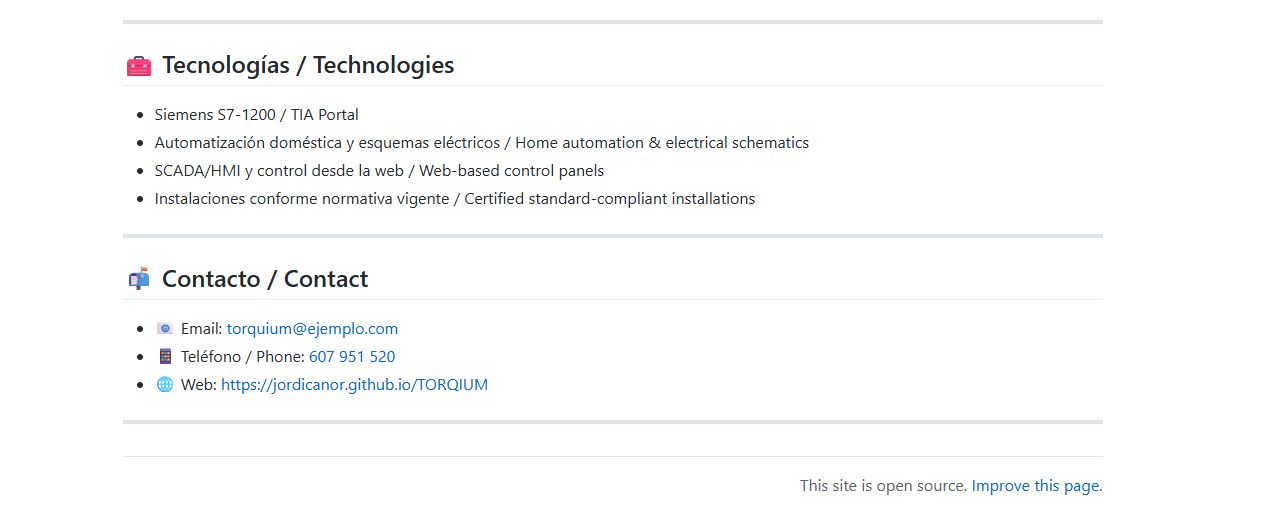 Tecnologías / Technologies
Siemens S7-1200 / TIA Portal
Automatización doméstica y esquemas eléctricos / Home automation & electrical schematics
SCADA/HMI y control desde la web / Web-based control panels
Instalaciones conforme normativa vigente / Certified standard-compliant installations
Contacto / Contact
Email: torquium@ejemplo.com
Teléfono / Phone: 607 951 520
Web: https://jordicanor.github.io/TORQIUM
This site is open source. Improve this page.